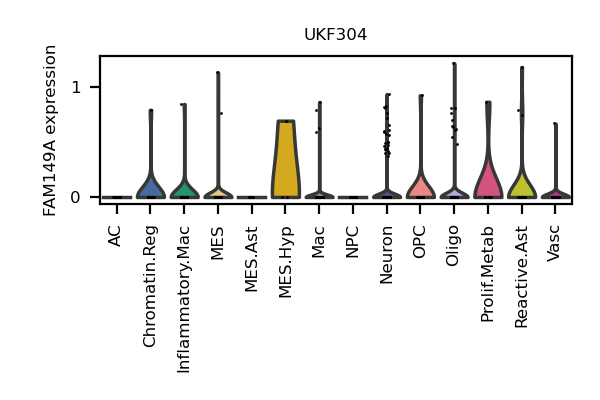 UKF304
FAM149A expression
1
0
AC
Chromatin.Reg
Inflammatory.Mac
MES
MES.Ast
MES.Hyp
Mac
NPC
Neuron
OPC
Oligo
Prolif.Metab
Reactive.Ast
Vasc